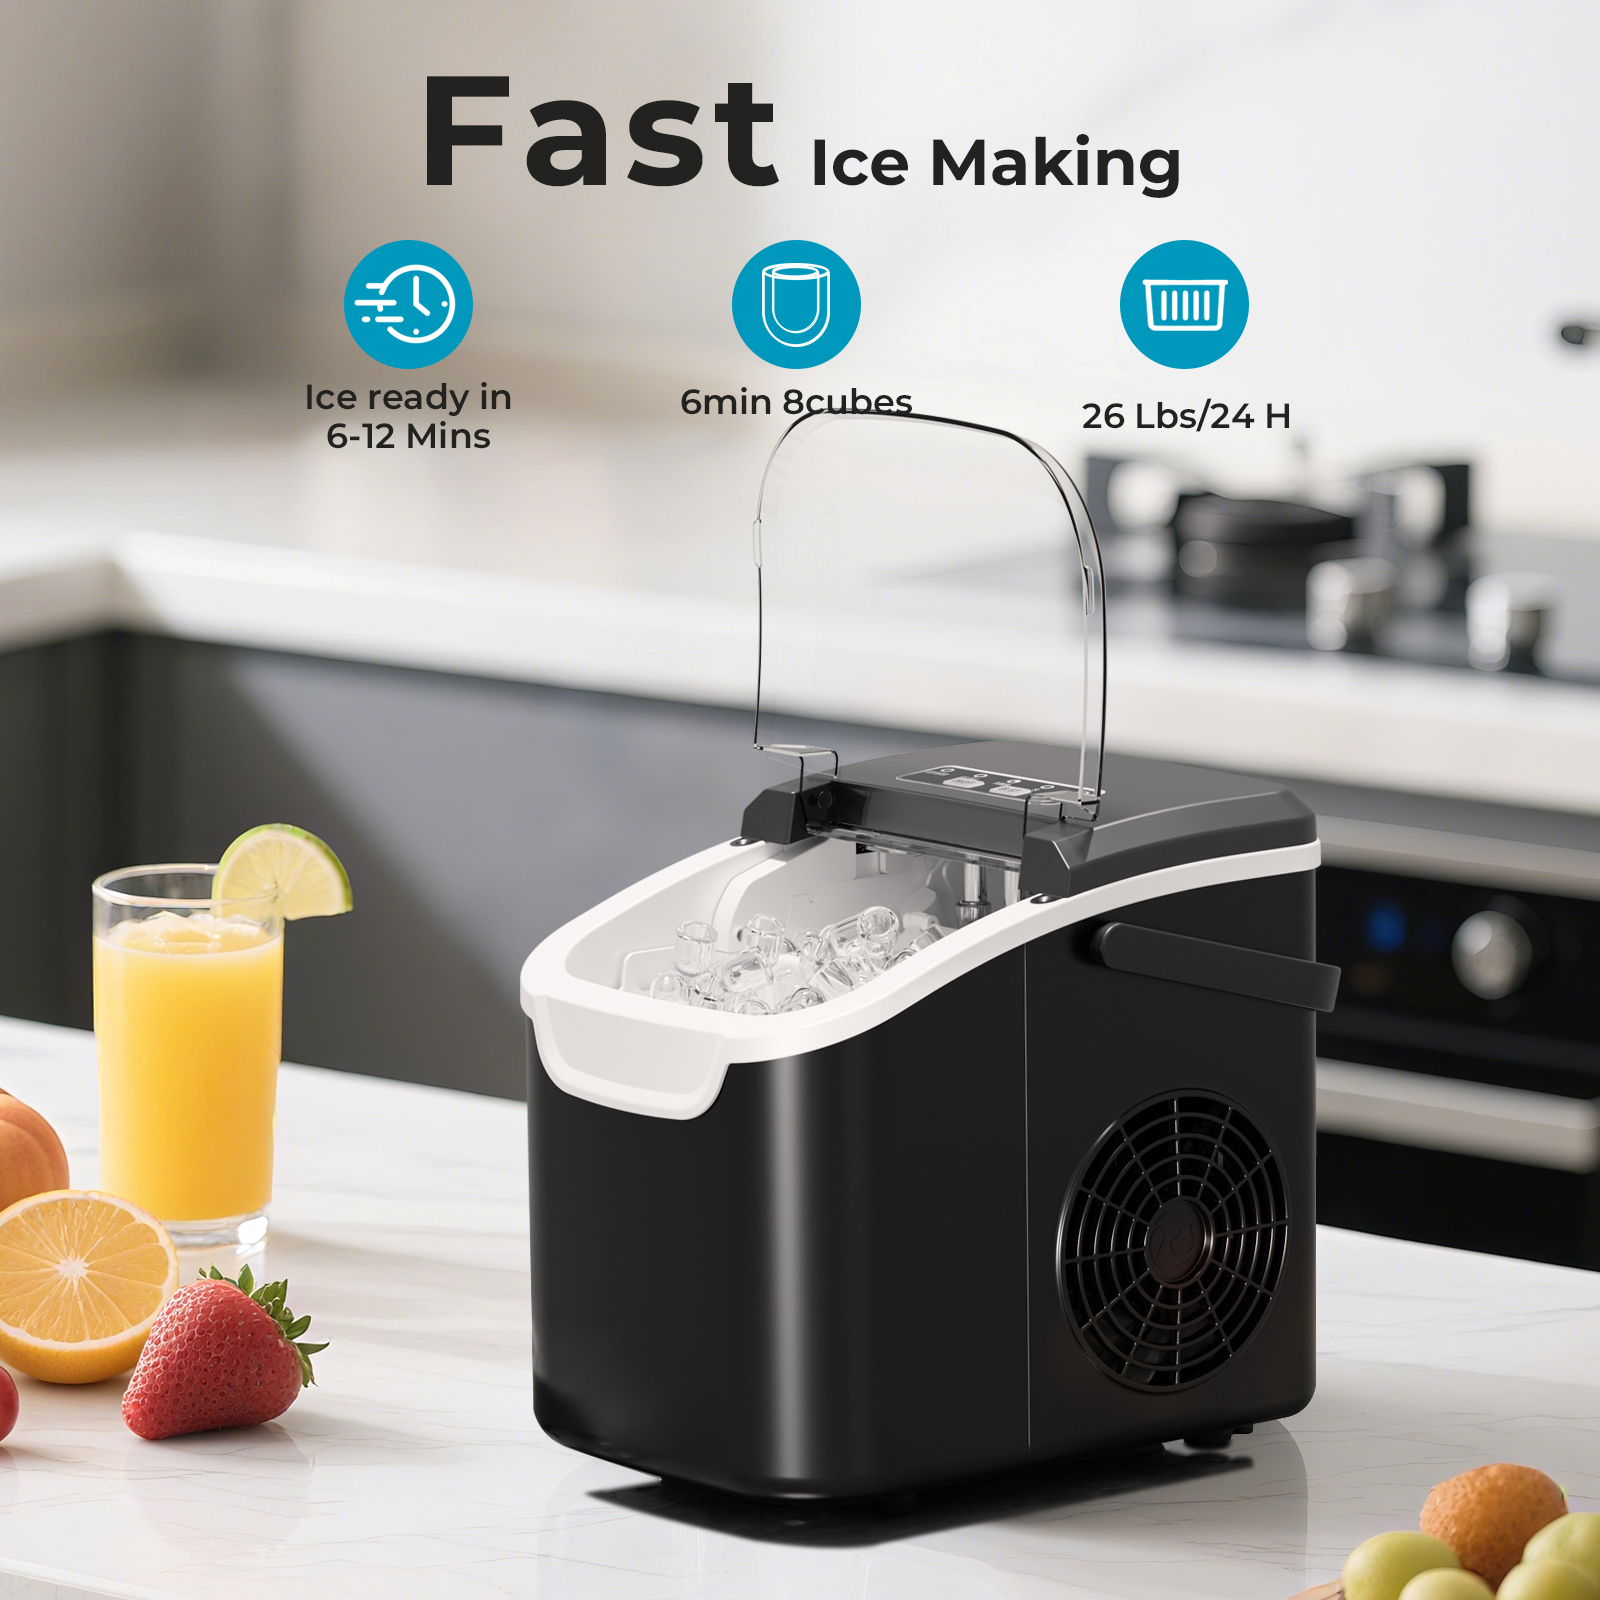 Fast Ice Making
Ice ready in
6-12 Mins
6min 8cubes
26 Lbs/24 H